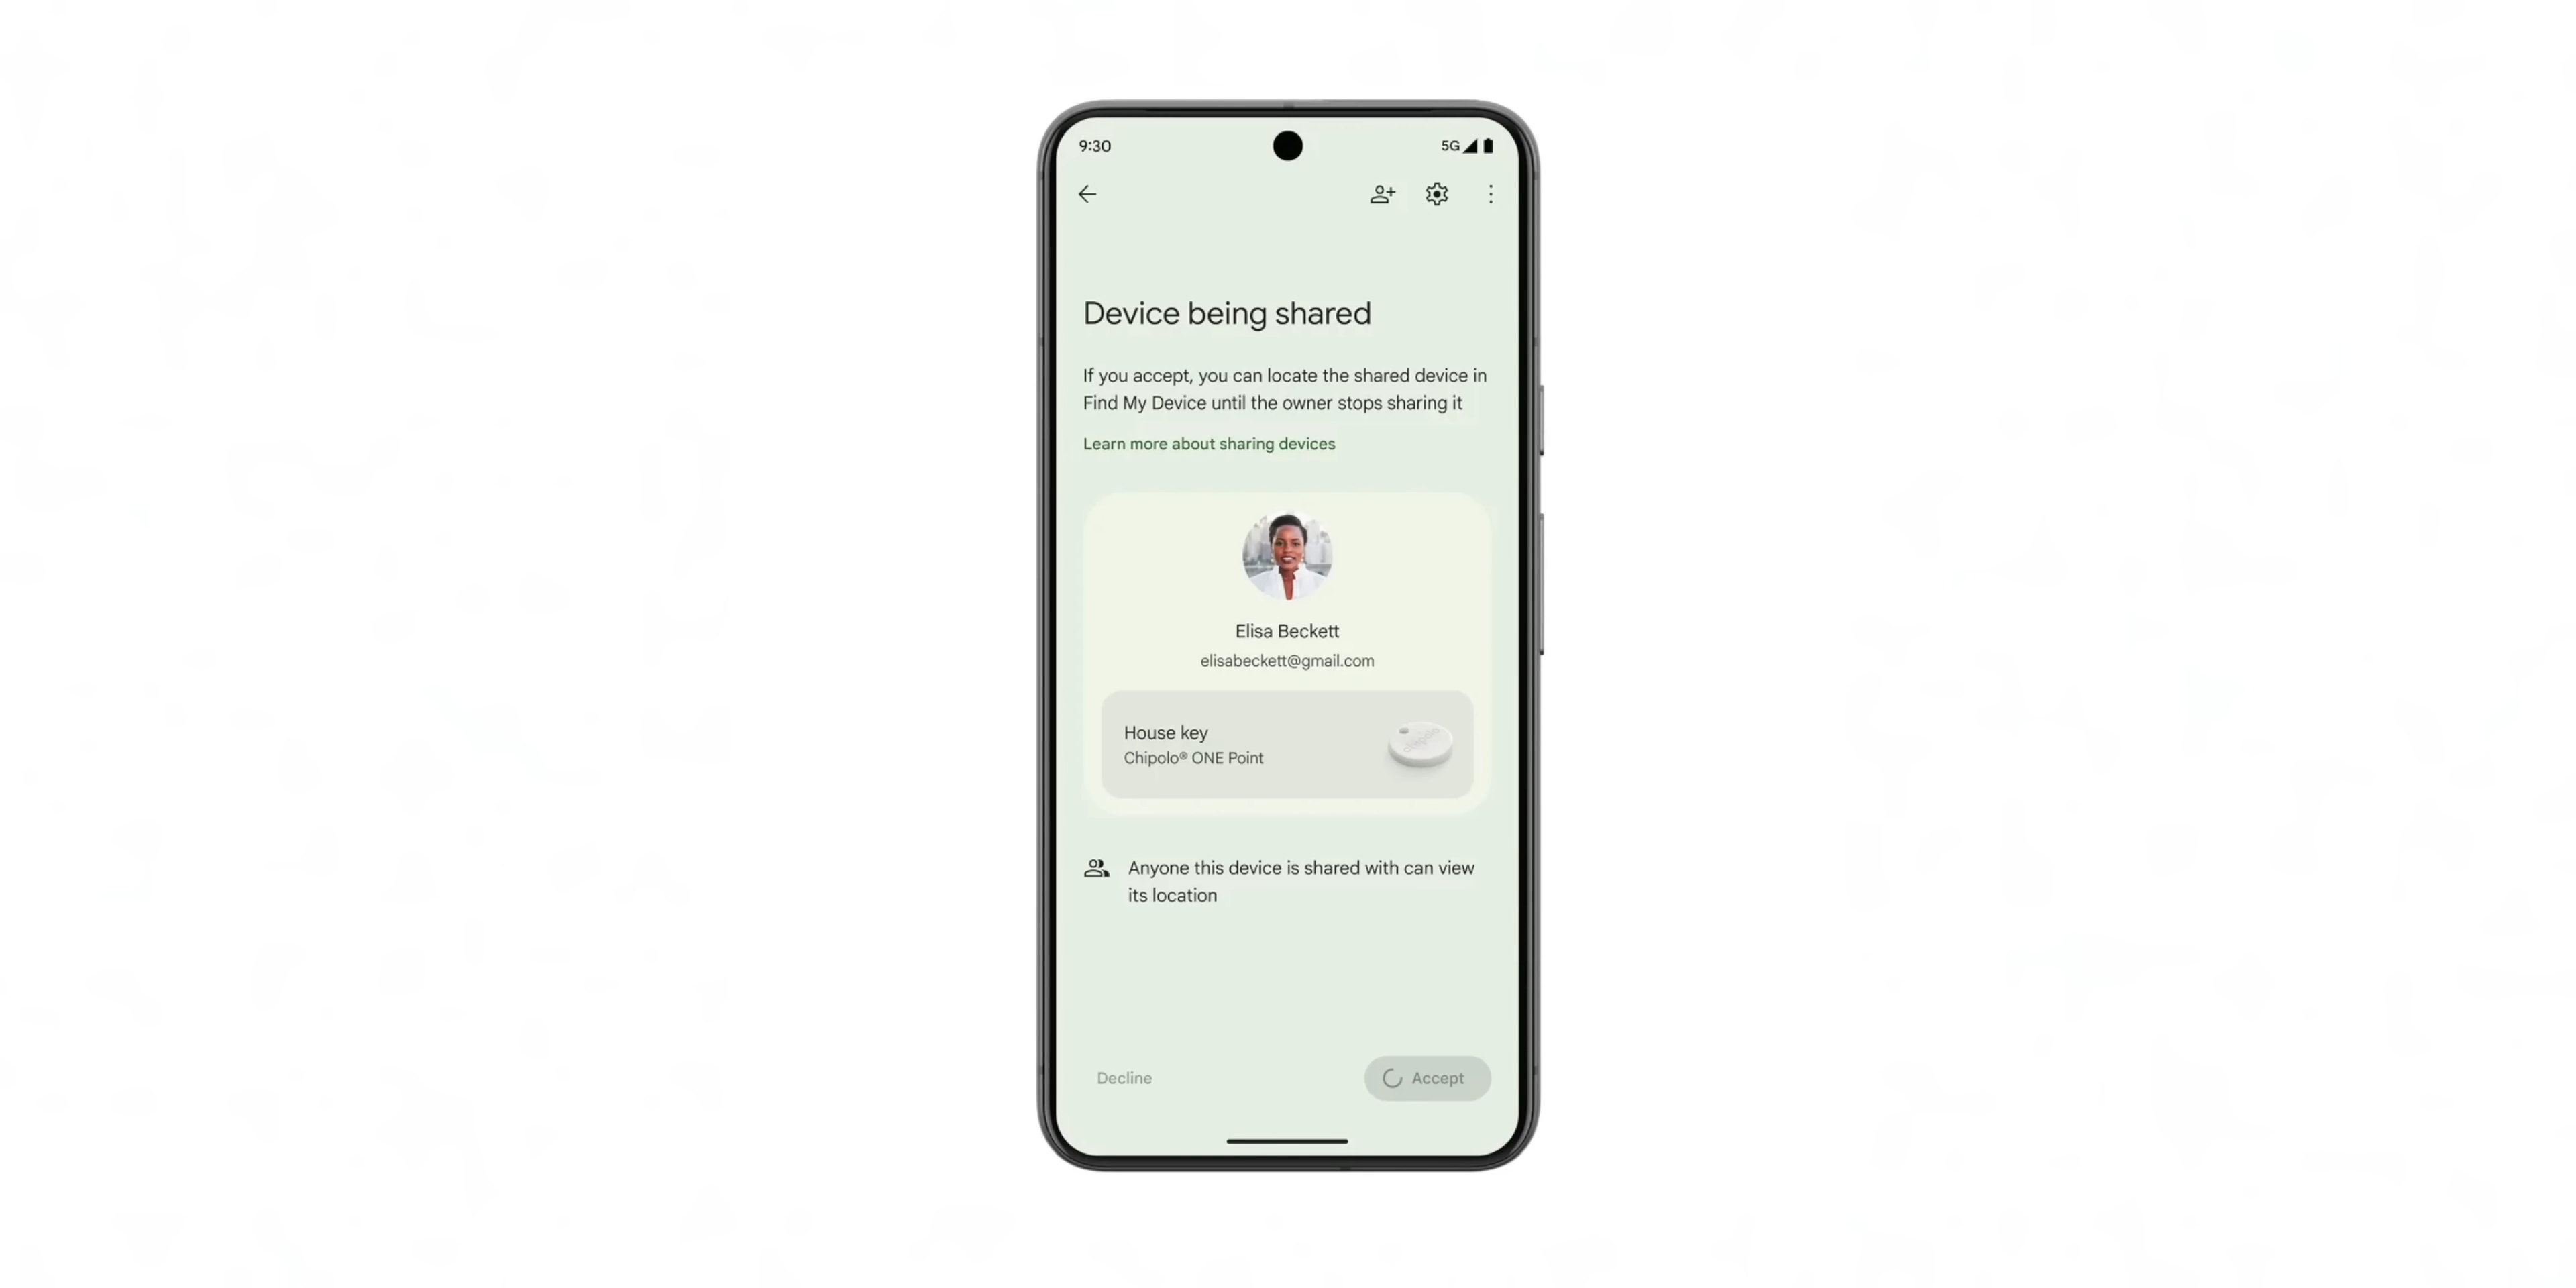 9:30
5G
Device being shared
If you accept, you can locate the shared device in
Find My Device until the owner stops sharing it
Learn more about sharing devices
Elisa Beckett
elisabeckett@gmail.com
House key
Chipolo® ONE Point
chipolo
Anyone this device is shared with can view
its location
Decline
Accept